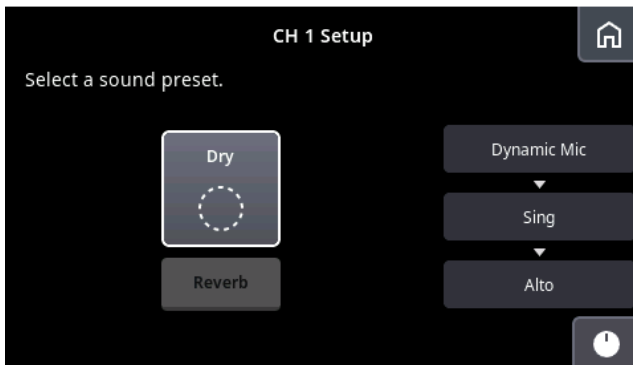 CH 1 Setup
Select a sound preset.
Dry
Reverb
Dynamic Mic
Sing
Alto